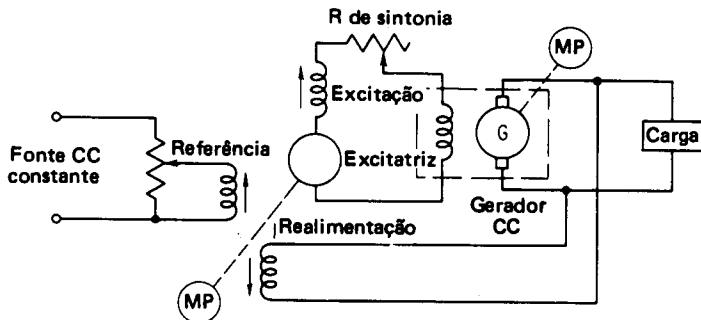 R de sintonia
MP
Excitação
Fonte CC
constante
Referência
Excitatriz
G
Carga
Gerador
CC
Realimentação
MP